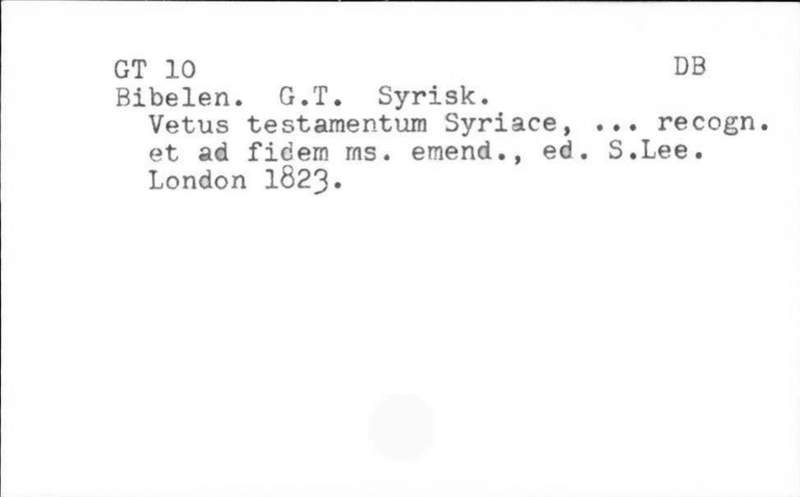 GT 10 DB
Bibelen. G.T. Syrisk.
Vetus testamentum Syriace, ... recogn.
et ad fidem ms. emend., ed. S.Lee.
London 1823.